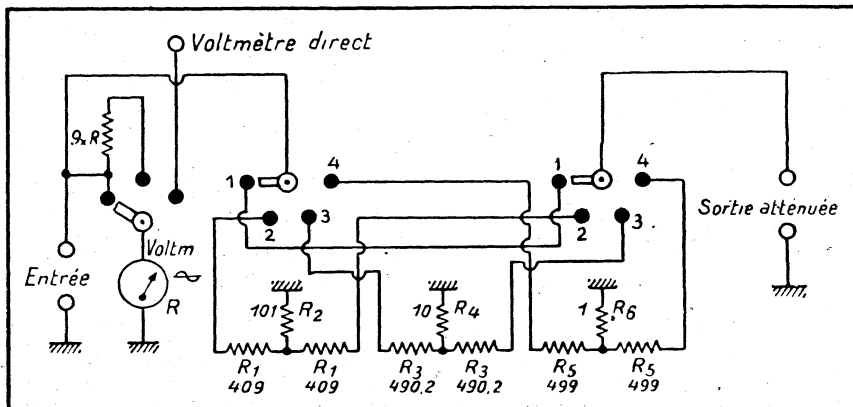 Voltmètre direct
9xR
1
4
2
3
1
4
2
3
Sortie atténuée
Entrée
Voltm
R
101 R2
10 R4
1 R6
R1 R1 R3 R3 R5 R5
409 409 490,2 490,2 499 499